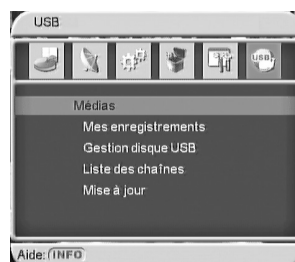 USB
USB
Médias
Mes enregistrements
Gestion disque USB
Liste des chaînes
Mise à jour
Aide: INFO